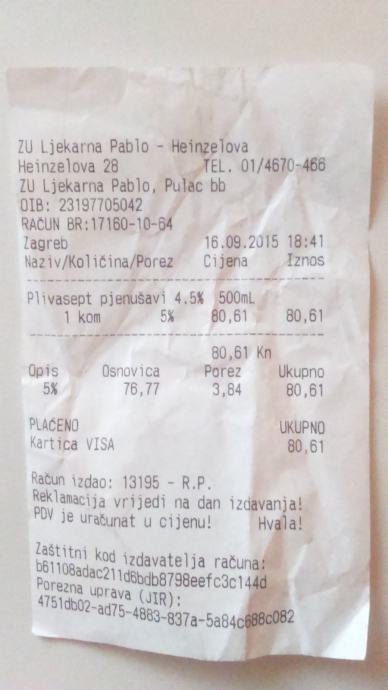 ZU Ljekarna Pablo - Heinzelova
Heinzelova 28 TEL. 01/4670-466
ZU Ljekarna Pablo, Pulac bb
OIB: 23197705042
RAČUN BR:17160-10-64
Zagreb 16.09.2015 18:41
Naziv/Količina/Porez Cijena Iznos
Plivasept pjenušavi 4.5% 500mL
1 kom 5% 80,61 80,61
80,61 Kn
Opis Osnovica Porez Ukupno
5% 76,77 3,84 80,61
PLAĆENO UKUPNO
Kartica VISA 80,61
Račun izdao: 13195 - R.P.
Reklamacija vrijedi na dan izdavanja!
PDV je uračunat u cijenu! Hvala!
Zaštitni kod izdavatelja računa:
b61108adac211d6bdb8798eefc3c144d
Porezna uprava (JIR):
4751db02-ad75-4883-837a-5a84c688c082